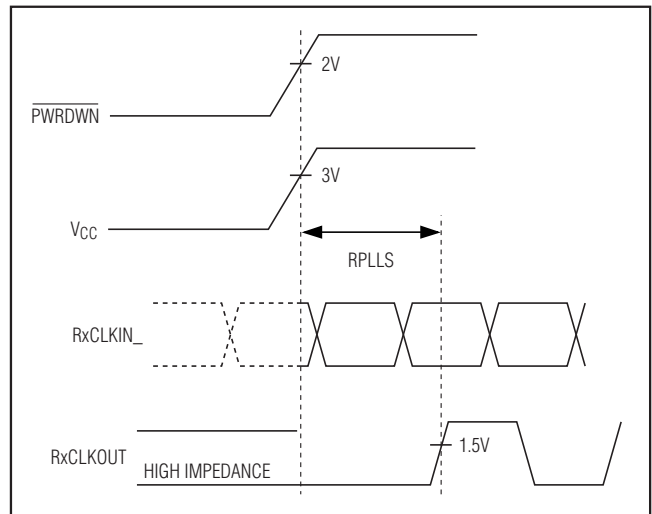 2V
PWRDWN
3V
VCC
RPLLS
RxCLKIN_
RxCLKOUT
1.5V
HIGH IMPEDANCE